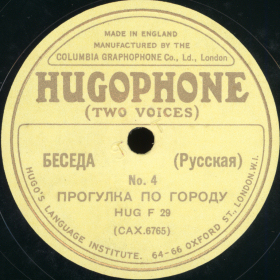 MADE IN ENGLAND
MANUFACTURED BY THE
COLUMBIA GRAPHOPHONE Co., Ld., London
HUGOPHONE
(TWO VOICES)
БЕСЕДА (Русская)
No. 4
ПРОГУЛКА ПО ГОРОДУ
HUG F 29
(CAX.6765)
HUGO'S LANGUAGE INSTITUTE. 64-66 OXFORD ST., LONDON.W.I.